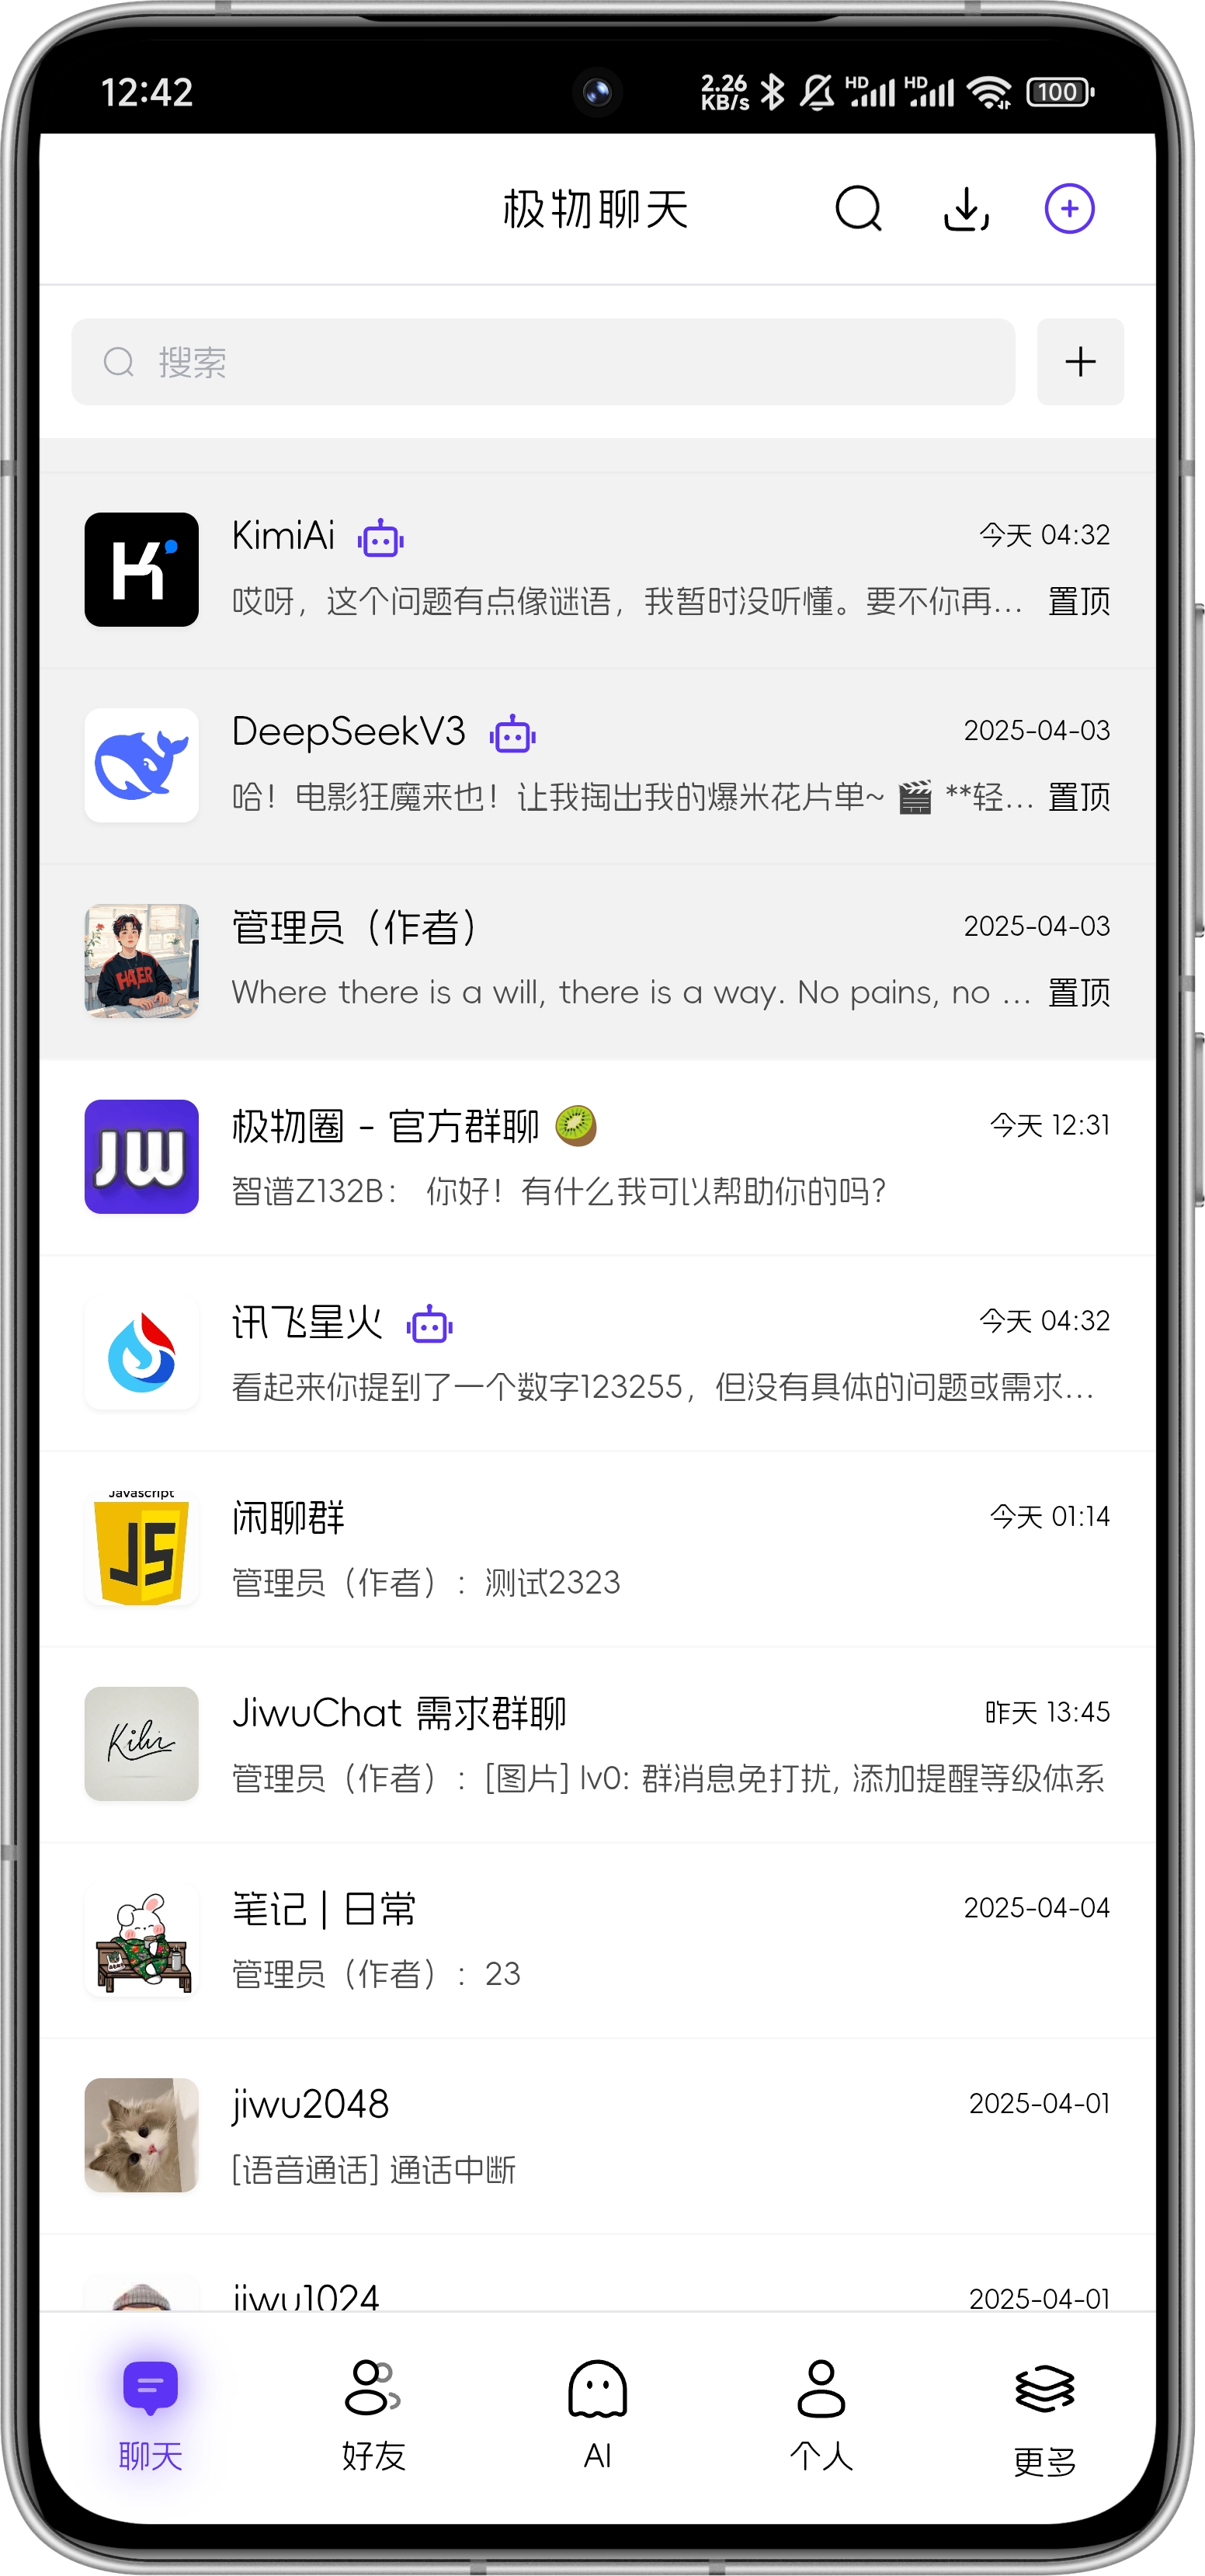 12:42
2.26 KB/s HD HD 100
极物聊天
搜索
KimiAi 今天 04:32
哎呀，这个问题有点像谜语，我暂时没听懂。要不你再... 置顶
DeepSeekV3 2025-04-03
哈！电影狂魔来也！让我掏出我的爆米花片单~ 🎬 **轻... 置顶
管理员（作者） 2025-04-03
Where there is a will, there is a way. No pains, no ... 置顶
HAER
JW
极物圈 - 官方群聊 🥝 今天 12:31
智谱Z132B： 你好！有什么我可以帮助你的吗？
讯飞星火 今天 04:32
看起来你提到了一个数字123255，但没有具体的问题或需求...
Javascript
JS
闲聊群 今天 01:14
管理员（作者）：测试2323
JiwuChat 需求群聊 昨天 13:45
管理员（作者）：[图片] lv0: 群消息免打扰, 添加提醒等级体系
笔记 | 日常 2025-04-04
管理员（作者）：23
jiwu2048 2025-04-01
[语音通话] 通话中断
jiwu1024 2025-04-01
聊天 好友 AI 个人 更多